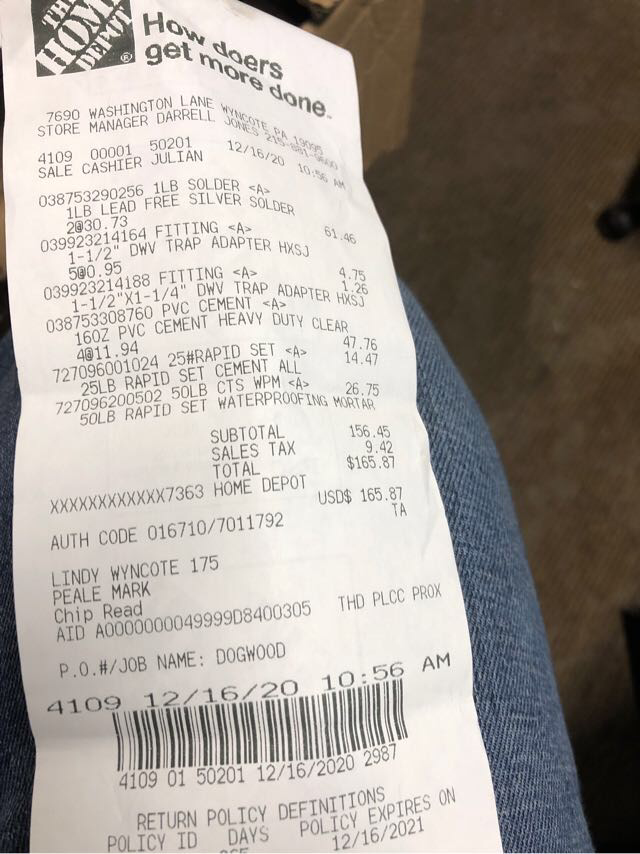 THE
HOME
DEPOT
How doers
get more done.
7690 WASHINGTON LANE WYNCOTE PA 19095
STORE MANAGER DARRELL JONES 215-881-9600
4109 00001 50201 12/16/20 10:56 AM
SALE CASHIER JULIAN
038753290256 1LB SOLDER <A>
1LB LEAD FREE SILVER SOLDER
2@30.73 61.46
039923214164 FITTING <A>
1-1/2" DWV TRAP ADAPTER HXSJ
5@0.95 4.75
039923214188 FITTING <A> 1.26
1-1/2"X1-1/4" DWV TRAP ADAPTER HXSJ
038753308760 PVC CEMENT <A>
16OZ PVC CEMENT HEAVY DUTY CLEAR
4@11.94 47.76
727096001024 25#RAPID SET <A> 14.47
25LB RAPID SET CEMENT ALL
727096200502 50LB CTS WPM <A> 26.75
50LB RAPID SET WATERPROOFING MORTAR
SUBTOTAL 156.45
SALES TAX 9.42
TOTAL $165.87
XXXXXXXXXXXX7363 HOME DEPOT
USD$ 165.87
AUTH CODE 016710/7011792 TA
LINDY WYNCOTE 175
PEALE MARK
Chip Read
AID A0000000049999D8400305 THD PLCC PROX
P.O.#/JOB NAME: DOGWOOD
4109 12/16/20 10:56 AM
4109 01 50201 12/16/2020 2987
RETURN POLICY DEFINITIONS
POLICY ID DAYS POLICY EXPIRES ON
12/16/2021